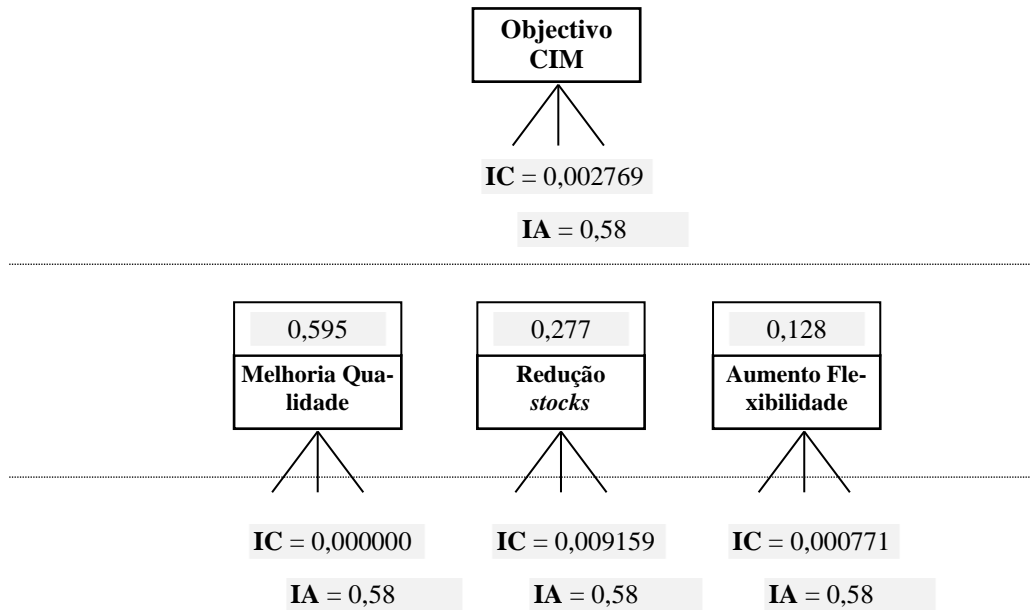 Objectivo
CIM
IC = 0,002769
IA = 0,58
0,595
0,277
0,128
Melhoria Qua-
lidade
Redução
stocks
Aumento Fle-
xibilidade
IC = 0,000000
IC = 0,009159
IC = 0,000771
IA = 0,58
IA = 0,58
IA = 0,58